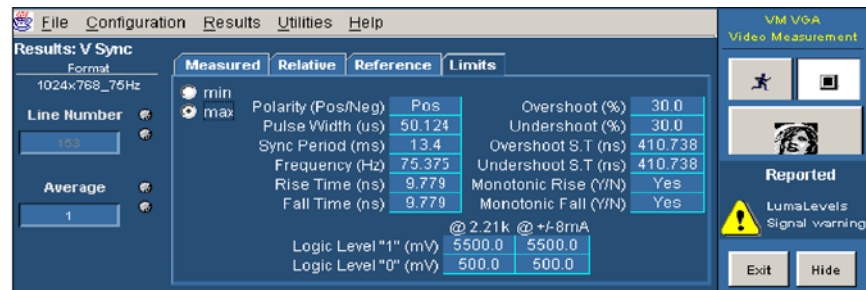 File Configuration Results Utilities Help
VM VGA
Video Measurement
Results: V Sync
Format
1024x768_75Hz
Line Number
153
Average
1
Measured Relative Reference Limits
min
max
Polarity (Pos/Neg) Pos Overshoot (%) 30.0
Pulse Width (us) 50.124 Undershoot (%) 30.0
Sync Period (ms) 13.4 Overshoot S.T (ns) 410.738
Frequency (Hz) 75.375 Undershoot S.T (ns) 410.738
Rise Time (ns) 9.779 Monotonic Rise (Y/N) Yes
Fall Time (ns) 9.779 Monotonic Fall (Y/N) Yes
@ 2.21k @ +/-8mA
Logic Level "1" (mV) 5500.0 5500.0
Logic Level "0" (mV) 500.0 500.0
Reported
LumaLevels
Signal warning
Exit Hide